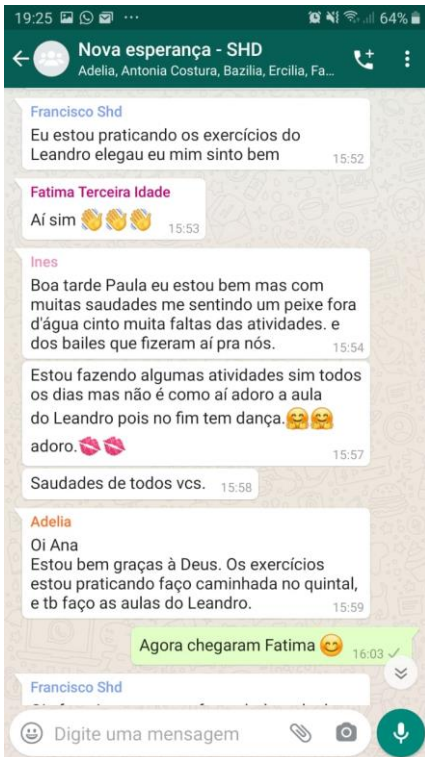 19:25 64%
Nova esperança - SHD
Adelia, Antonia Costura, Bazilia, Ercilia, Fa...
Francisco Shd
Eu estou praticando os exercícios do
Leandro elegau eu mim sinto bem 15:52
Fatima Terceira Idade
Aí sim 👏👏👏 15:53
Ines
Boa tarde Paula eu estou bem mas com
muitas saudades me sentindo um peixe fora
d'água cinto muita faltas das atividades. e
dos bailes que fizeram aí pra nós. 15:54
Estou fazendo algumas atividades sim todos
os dias mas não é como aí adoro a aula
do Leandro pois no fim tem dança.🤗🤗
adoro.💋💋 15:57
Saudades de todos vcs. 15:58
Adelia
Oi Ana
Estou bem graças à Deus. Os exercícios
estou praticando faço caminhada no quintal,
e tb faço as aulas do Leandro. 15:59
Agora chegaram Fatima 😊 16:03
Francisco Shd
Digite uma mensagem